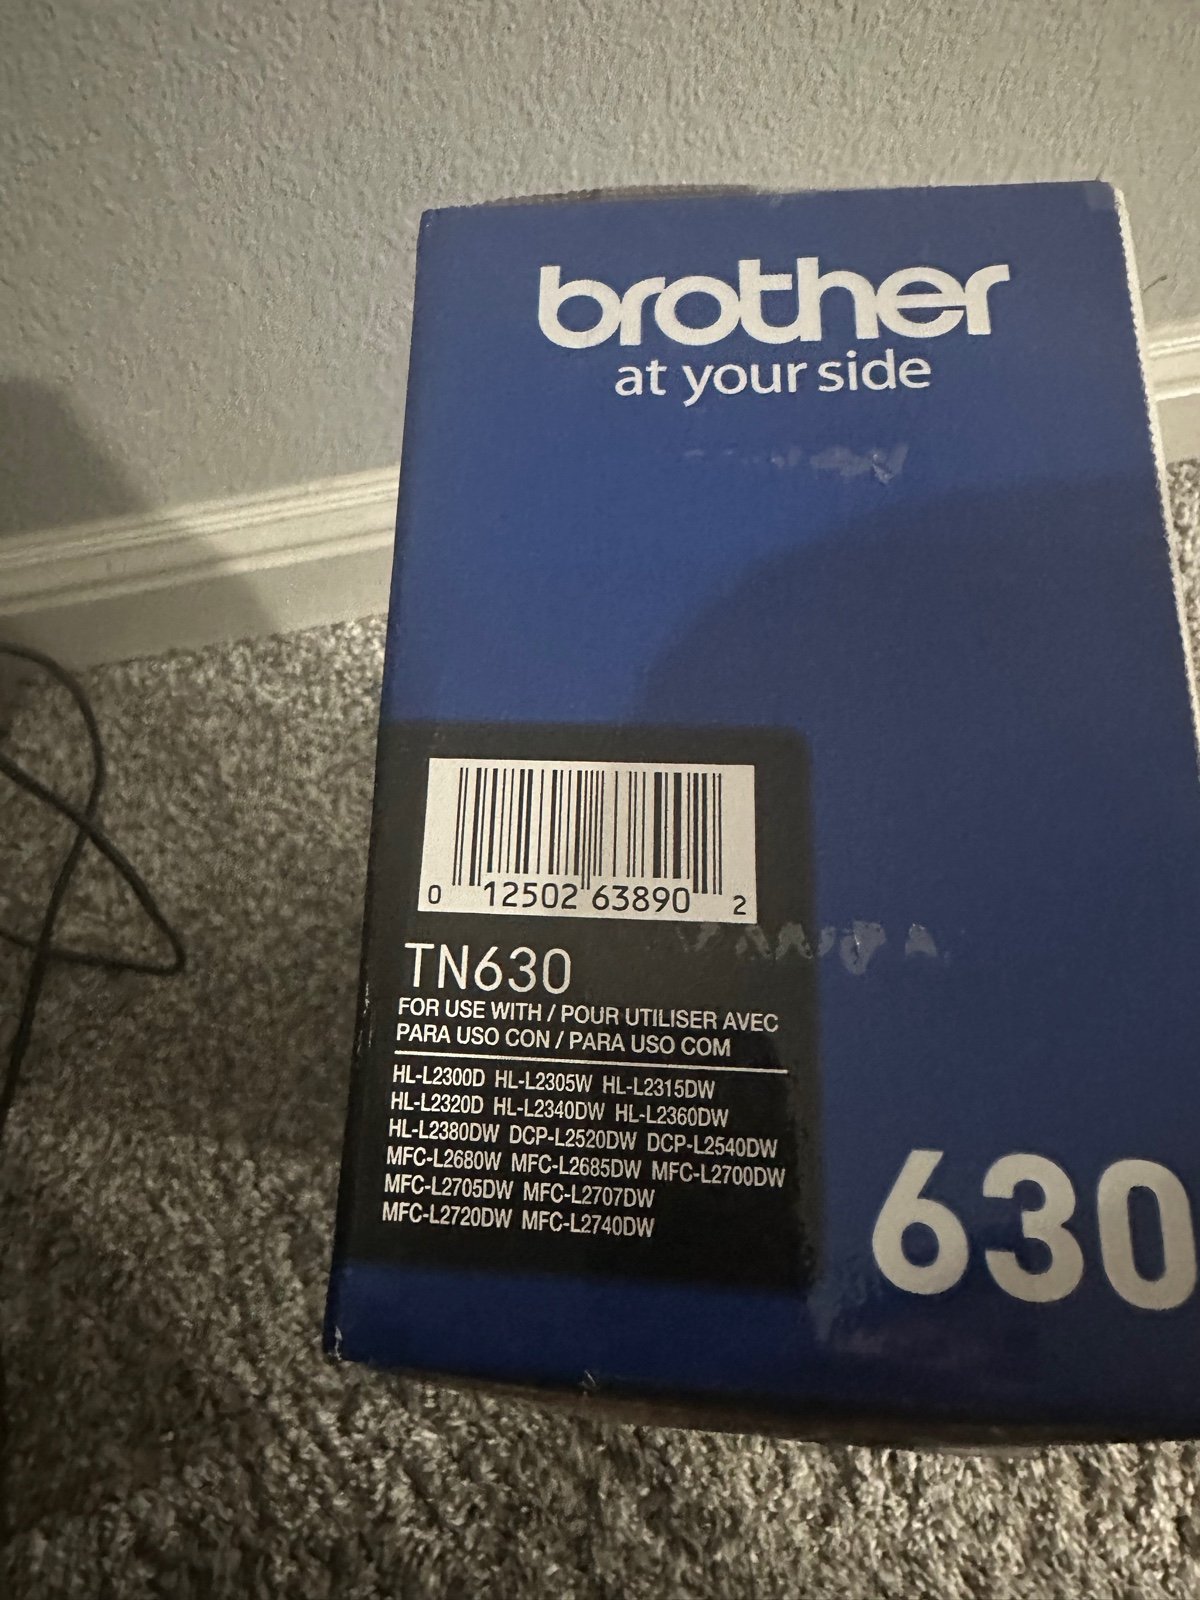 brother
at your side
0 12502 63890 2
TN630
FOR USE WITH / POUR UTILISER AVEC
PARA USO CON / PARA USO COM
HL-L2300D HL-L2305W HL-L2315DW
HL-L2320D HL-L2340DW HL-L2360DW
HL-L2380DW DCP-L2520DW DCP-L2540DW
MFC-L2680W MFC-L2685DW MFC-L2700DW
MFC-L2705DW MFC-L2707DW
MFC-L2720DW MFC-L2740DW
630